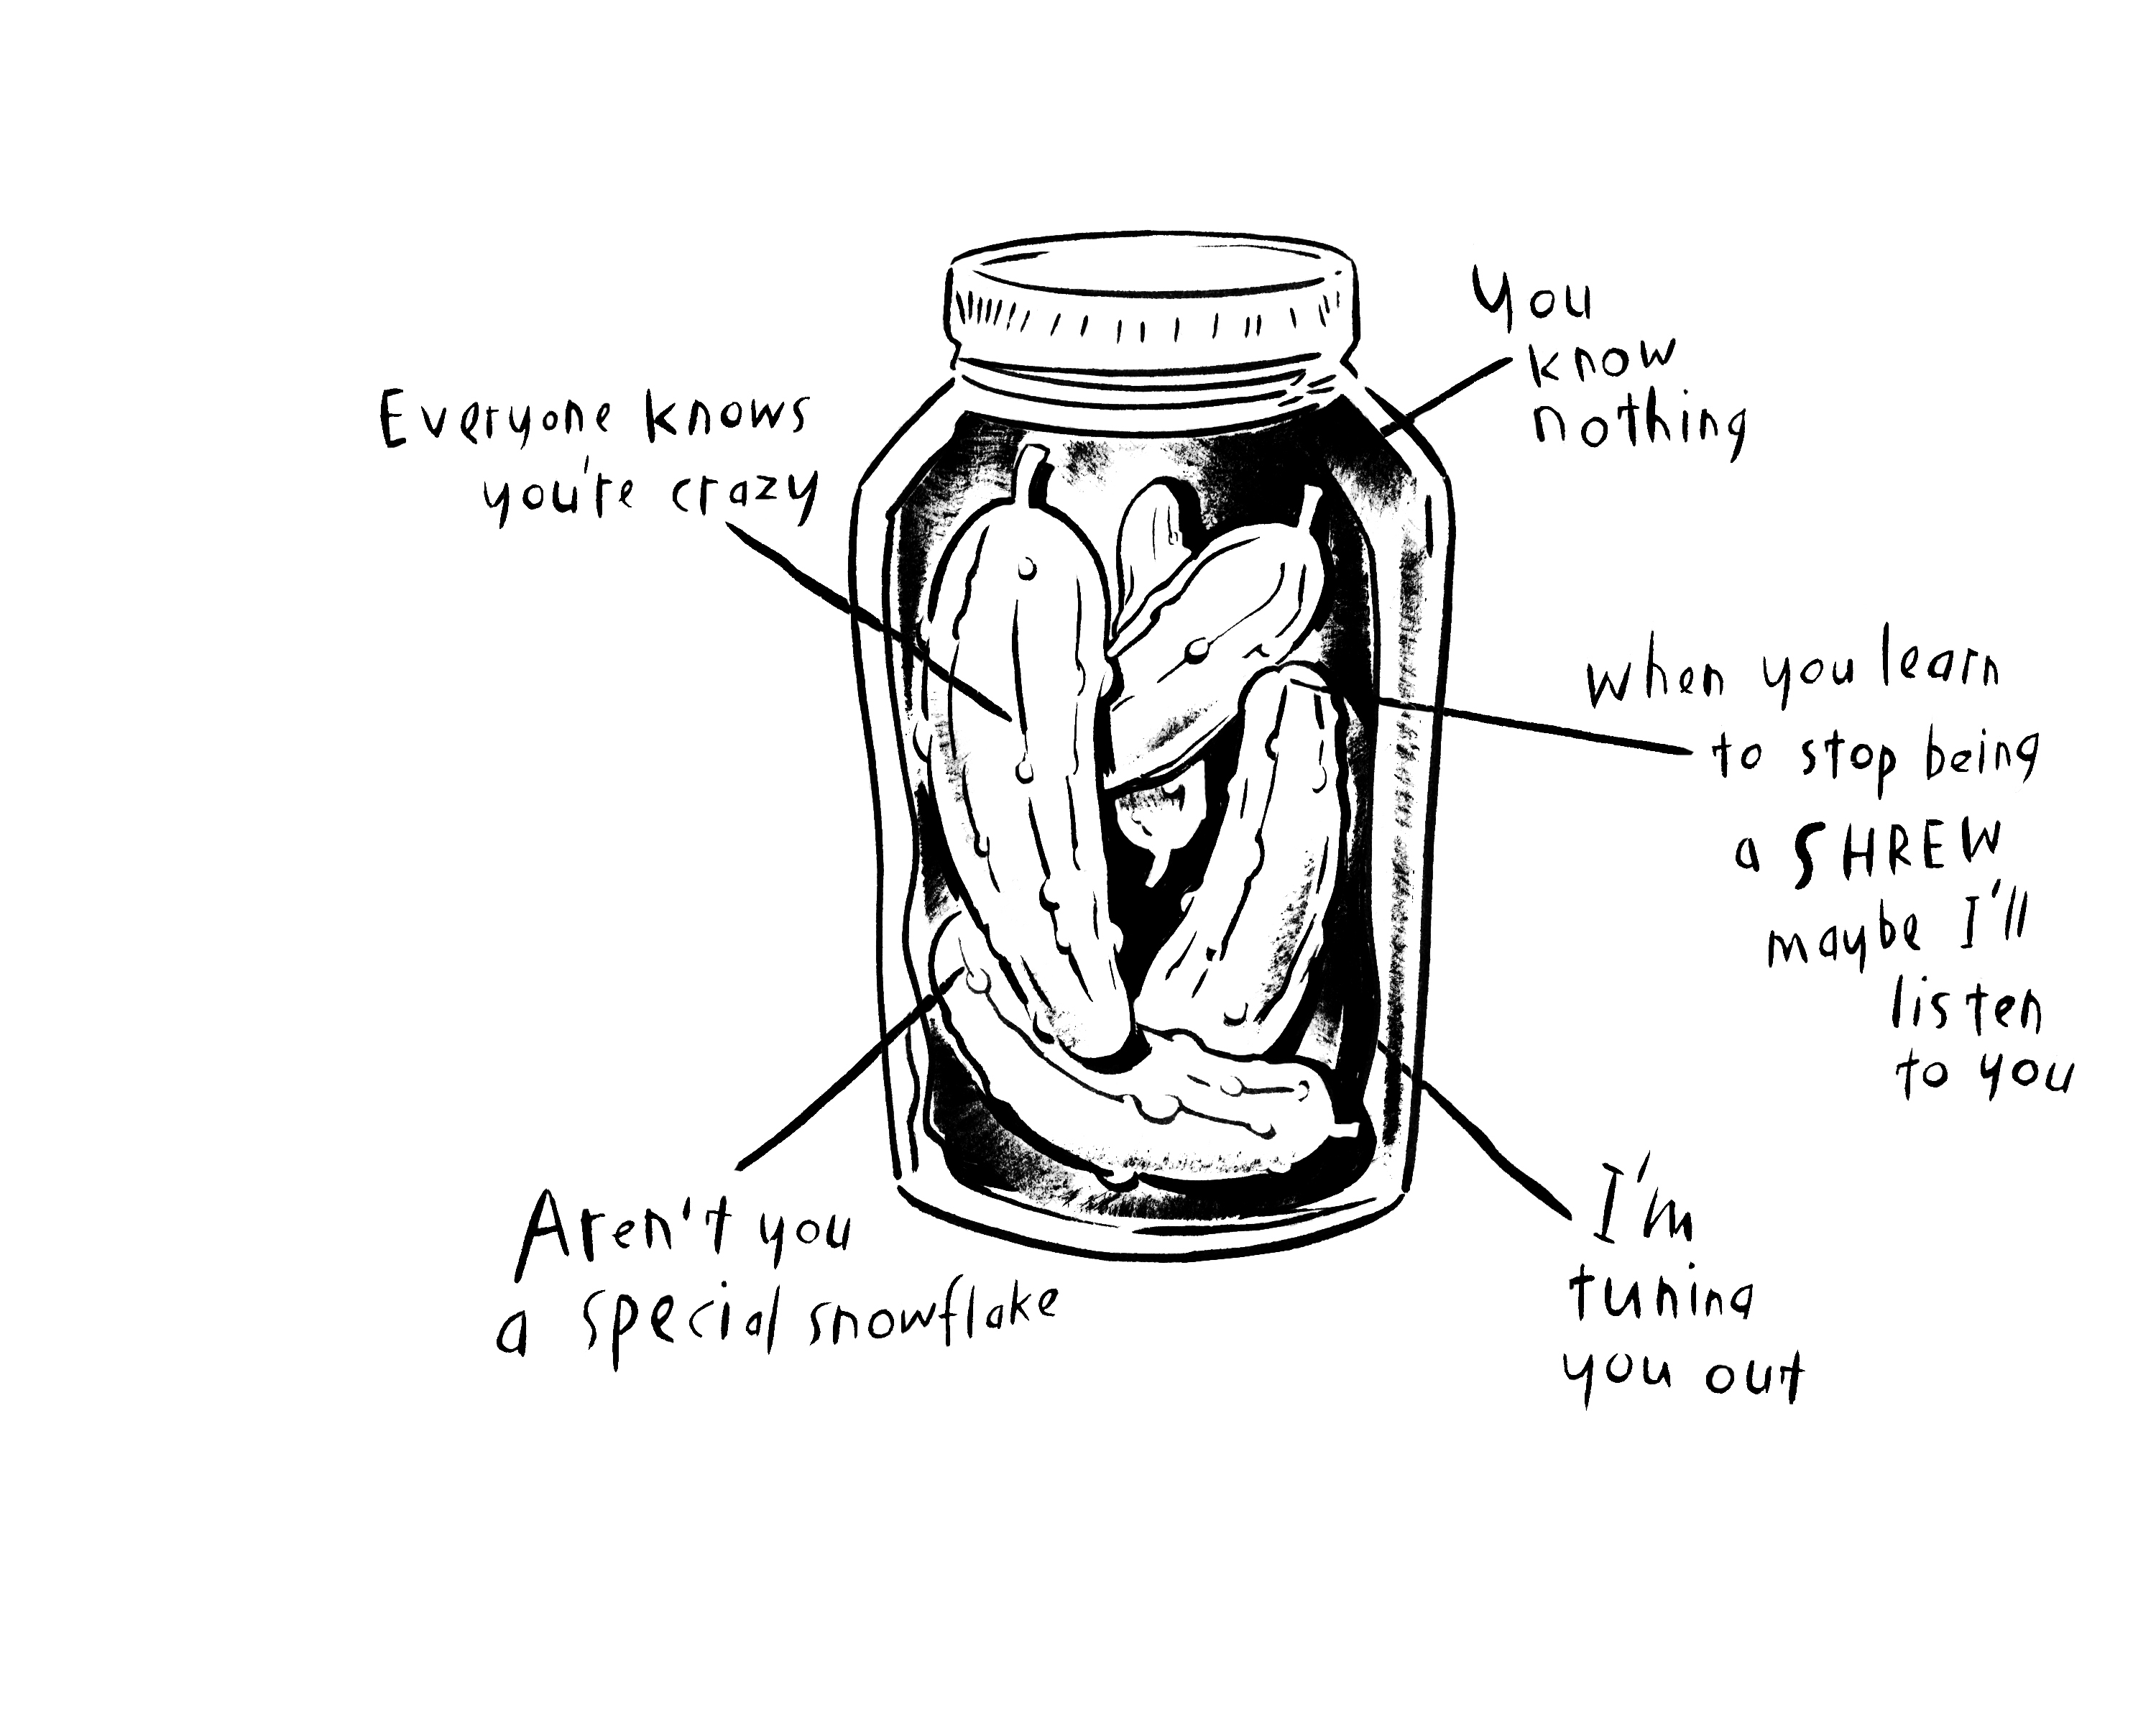 Everyone knows
you're crazy
You
know
nothing
when you learn
to stop being
a SHREW
maybe I'll
listen
to you
Aren't you
a special snowflake
I'm
tuning
you out